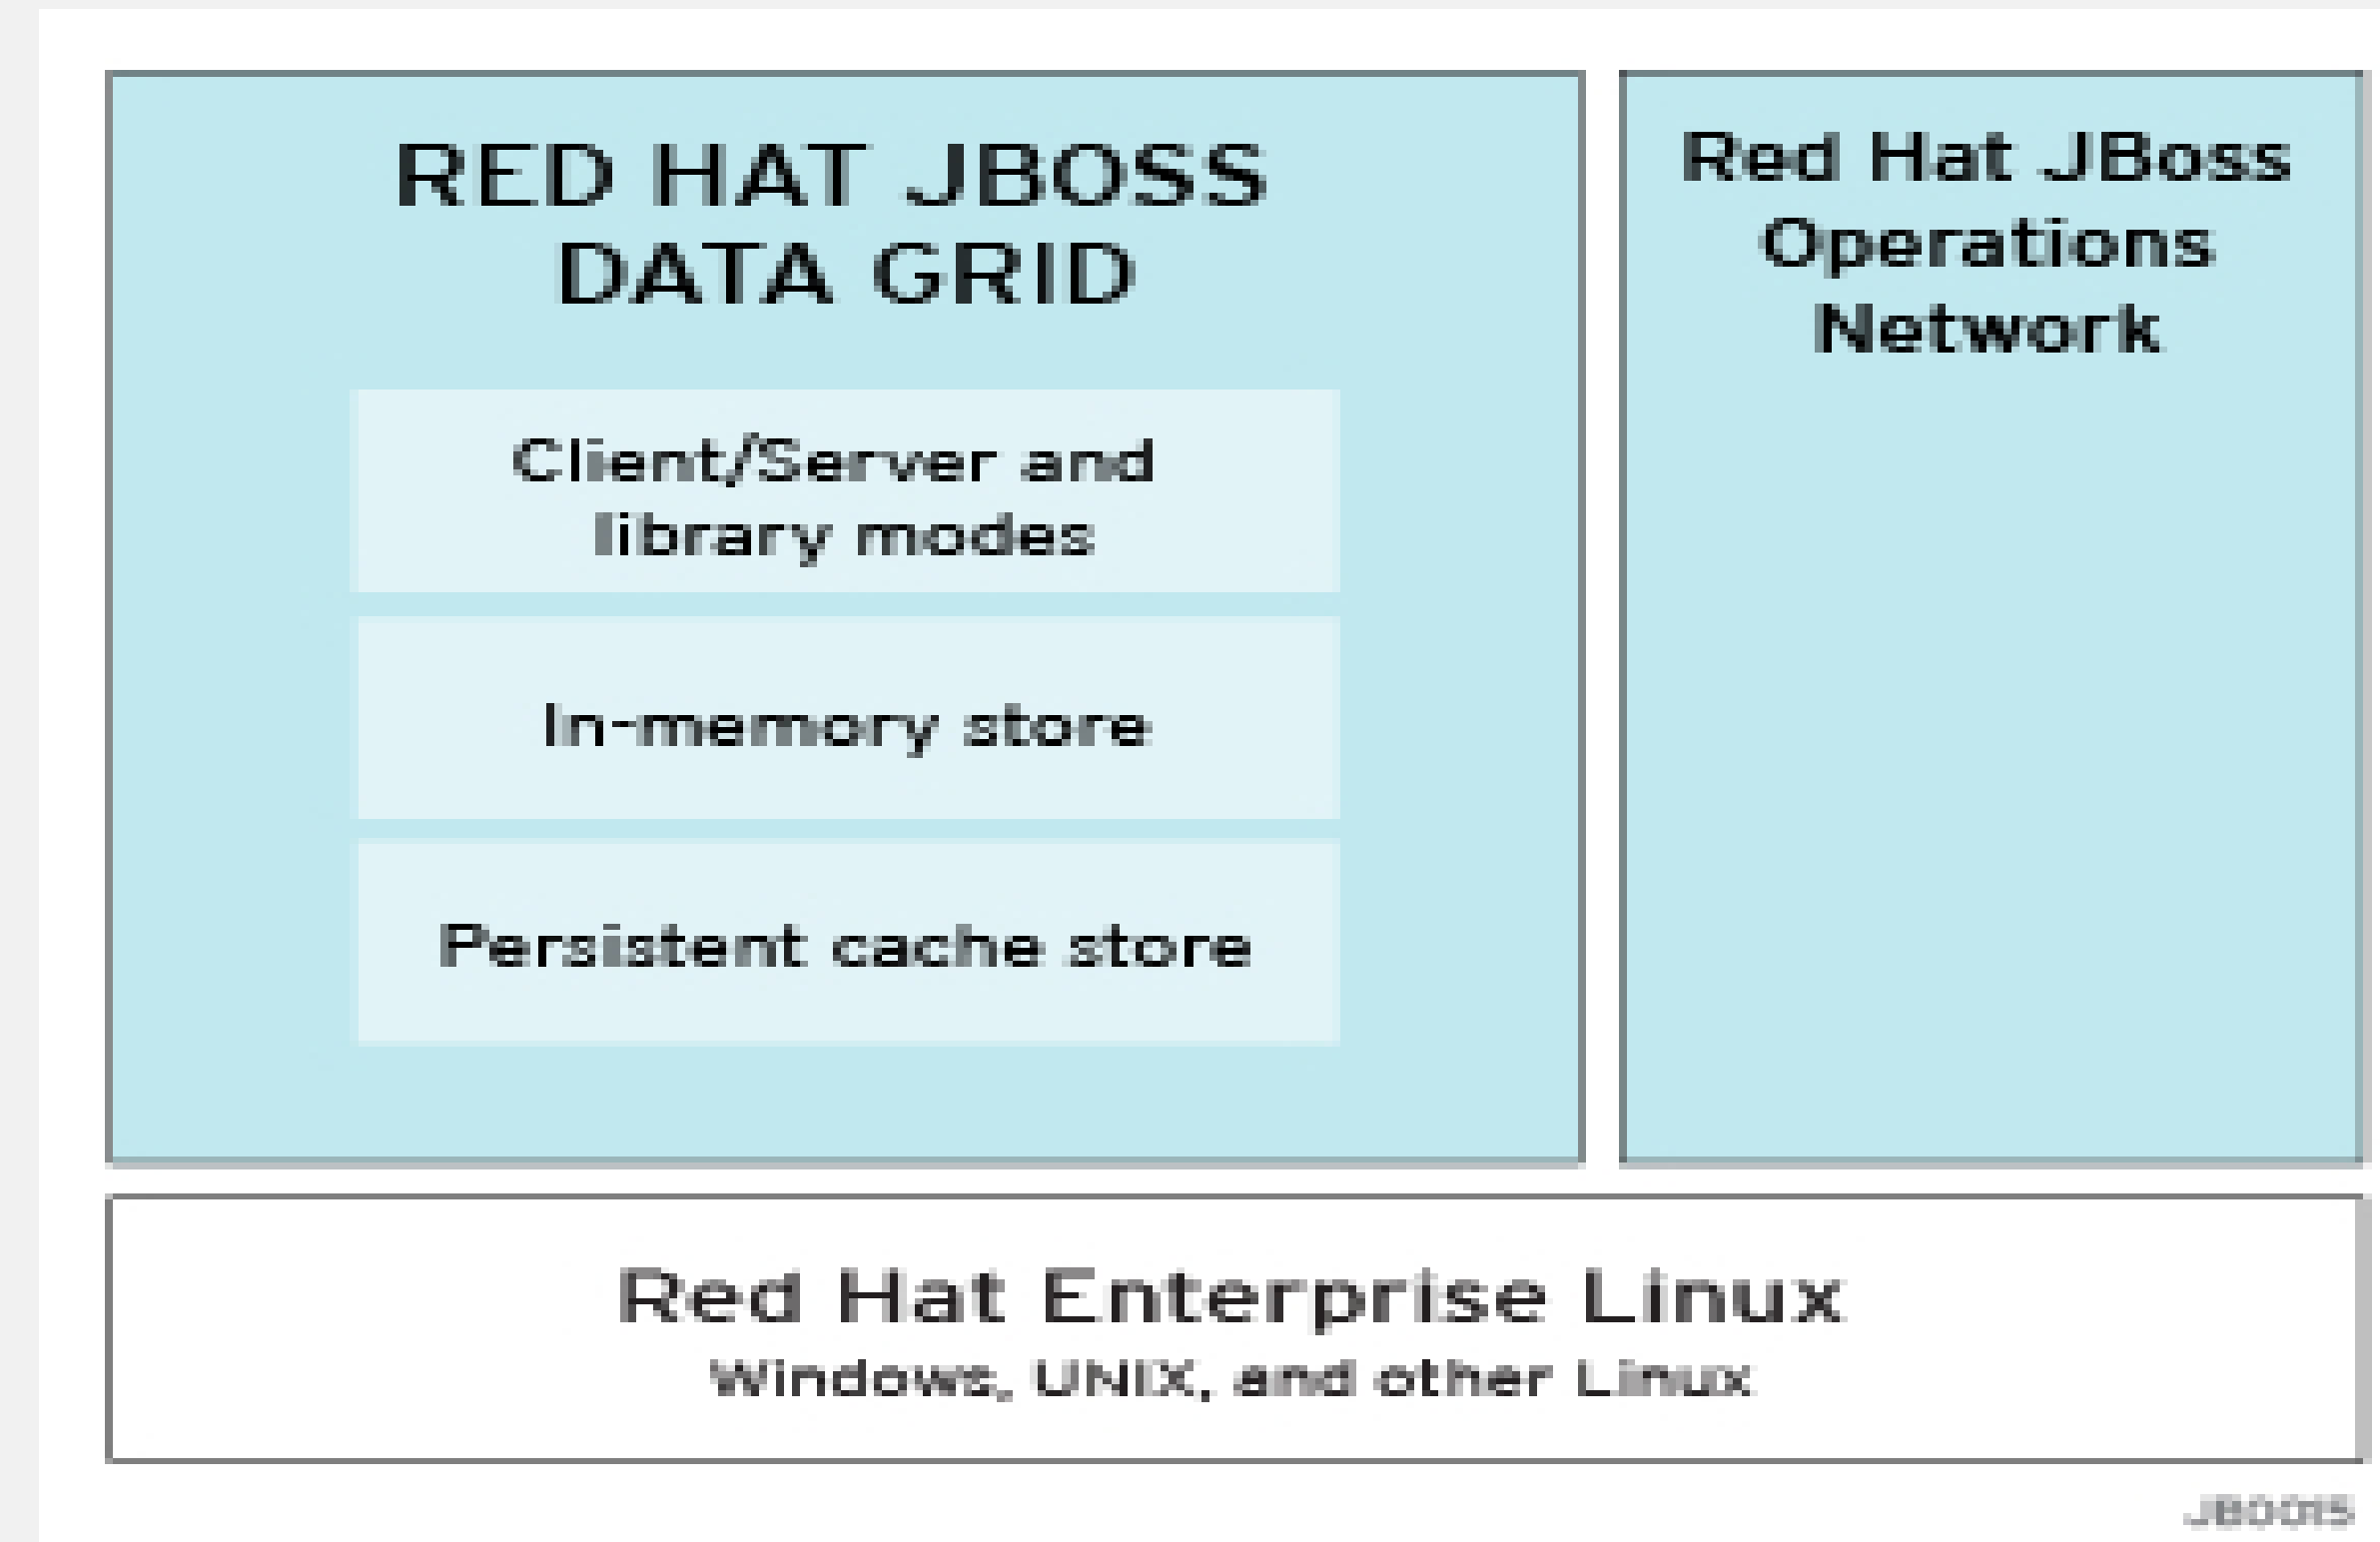 RED HAT JBOSS
DATA GRID
Client/Server and
library modes
In-memory store
Persistent cache store
Red Hat JBoss
Operations
Network
Red Hat Enterprise Linux
Windows, UNIX, and other Linux
JB0015